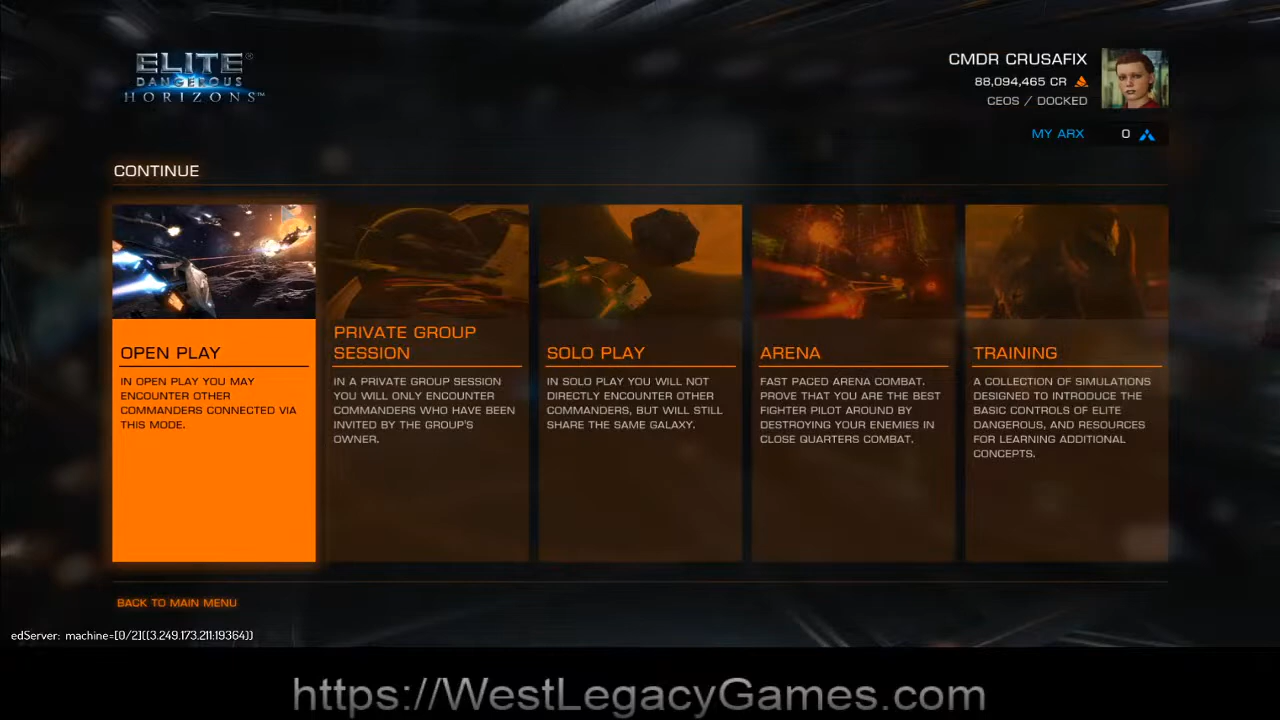 ELITE®
DANGEROUS
HORIZONS™
CMDR CRUSAFIX
88,094,465 CR
CEOS / DOCKED
MY ARX 0
CONTINUE
OPEN PLAY
IN OPEN PLAY YOU MAY
ENCOUNTER OTHER
COMMANDERS CONNECTED VIA
THIS MODE.
PRIVATE GROUP
SESSION
IN A PRIVATE GROUP SESSION
YOU WILL ONLY ENCOUNTER
COMMANDERS WHO HAVE BEEN
INVITED BY THE GROUP'S
OWNER.
SOLO PLAY
IN SOLO PLAY YOU WILL NOT
DIRECTLY ENCOUNTER OTHER
COMMANDERS, BUT WILL STILL
SHARE THE SAME GALAXY.
ARENA
FAST PACED ARENA COMBAT.
PROVE THAT YOU ARE THE BEST
FIGHTER PILOT AROUND BY
DESTROYING YOUR ENEMIES IN
CLOSE QUARTERS COMBAT.
TRAINING
A COLLECTION OF SIMULATIONS
DESIGNED TO INTRODUCE THE
BASIC CONTROLS OF ELITE
DANGEROUS, AND RESOURCES
FOR LEARNING ADDITIONAL
CONCEPTS.
BACK TO MAIN MENU
edServer: machine=[0/2]((3.249.173.211:19364))
https://WestLegacyGames.com